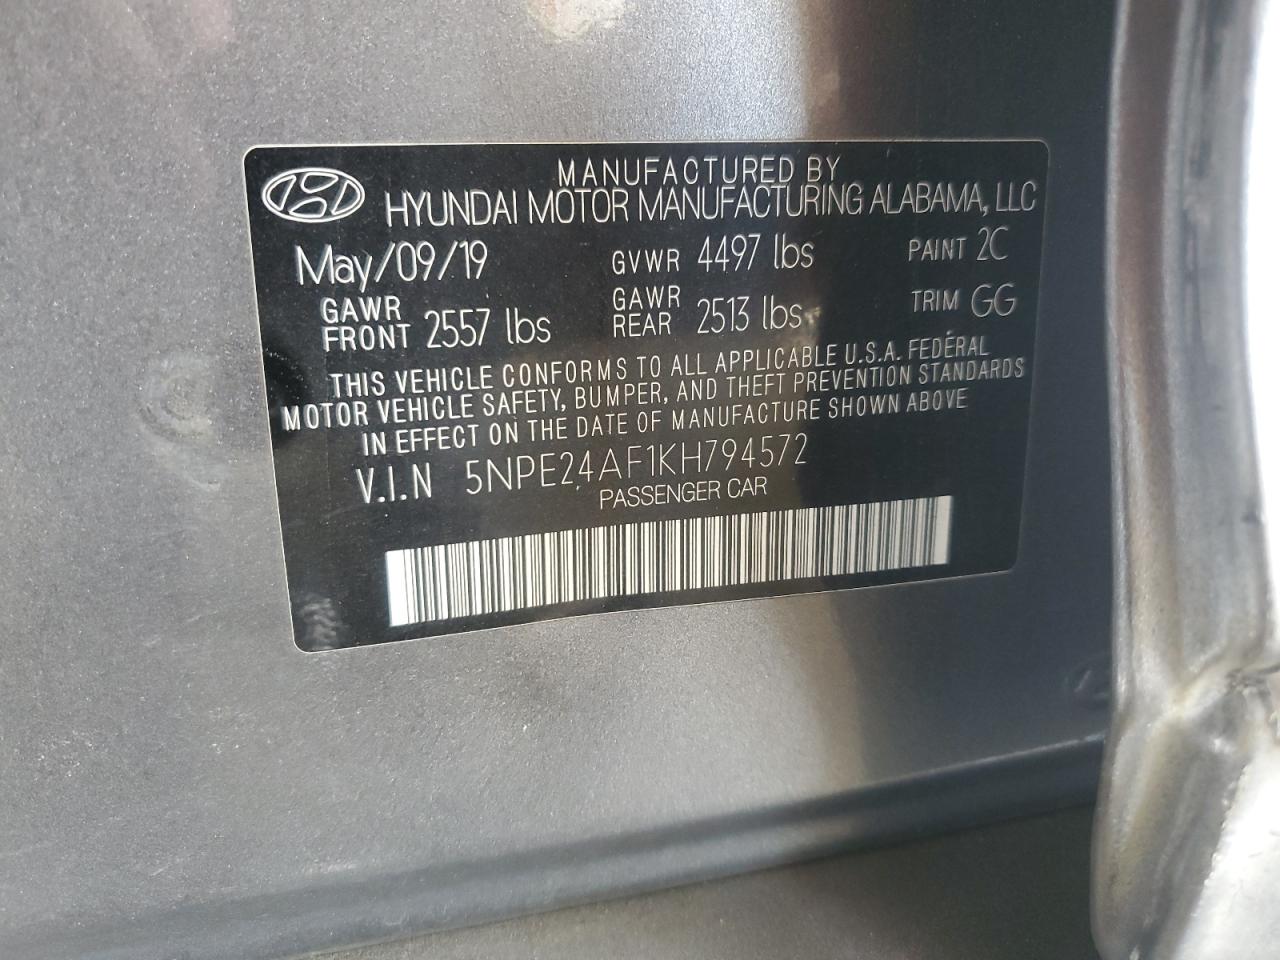 MANUFACTURED BY
HYUNDAI MOTOR MANUFACTURING ALABAMA, LLC
May/09/19 GVWR 4497 lbs PAINT 2C
GAWR FRONT 2557 lbs GAWR REAR 2513 lbs TRIM GG
THIS VEHICLE CONFORMS TO ALL APPLICABLE U.S.A. FEDERAL
MOTOR VEHICLE SAFETY, BUMPER, AND THEFT PREVENTION STANDARDS
IN EFFECT ON THE DATE OF MANUFACTURE SHOWN ABOVE
V.I.N 5NPE24AF1KH794572
PASSENGER CAR